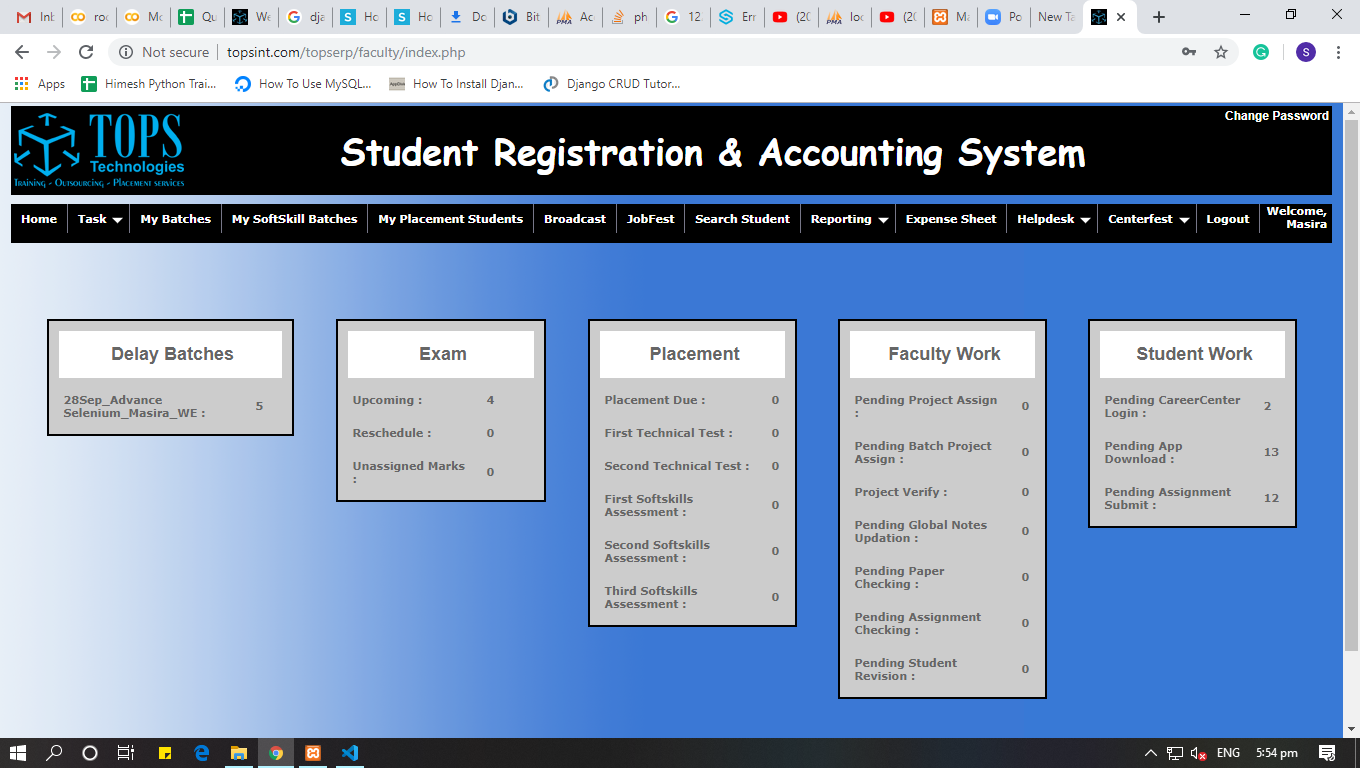 Inb
roc
Mc
Qu
We
dja
Ho
Ho
Do
Bit
Ac
ph
12
Err
(20
loc
(20
Ma
Po
New Ta
Not secure
topsint.com/topserp/faculty/index.php
S
Apps
Himesh Python Trai...
How To Use MySQL...
How To Install Djan...
Django CRUD Tutor...
TOPS
Technologies
Training - Outsourcing - Placement services
Student Registration & Accounting System
Change Password
Home
Task
My Batches
My SoftSkill Batches
My Placement Students
Broadcast
JobFest
Search Student
Reporting
Expense Sheet
Helpdesk
Centerfest
Logout
Welcome,
Masira
Delay Batches
28Sep_Advance
Selenium_Masira_WE : 5
Exam
Upcoming : 4
Reschedule : 0
Unassigned Marks
: 0
Placement
Placement Due : 0
First Technical Test : 0
Second Technical Test : 0
First Softskills
Assessment : 0
Second Softskills
Assessment : 0
Third Softskills
Assessment : 0
Faculty Work
Pending Project Assign
: 0
Pending Batch Project
Assign : 0
Project Verify : 0
Pending Global Notes
Updation : 0
Pending Paper
Checking : 0
Pending Assignment
Checking : 0
Pending Student
Revision : 0
Student Work
Pending CareerCenter
Login : 2
Pending App
Download : 13
Pending Assignment
Submit : 12
ENG
5:54 pm